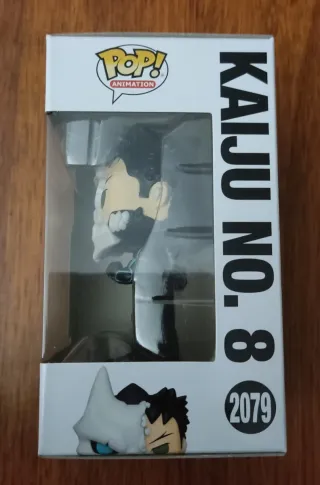 POP!
ANIMATION
KAIJU NO. 8
2079